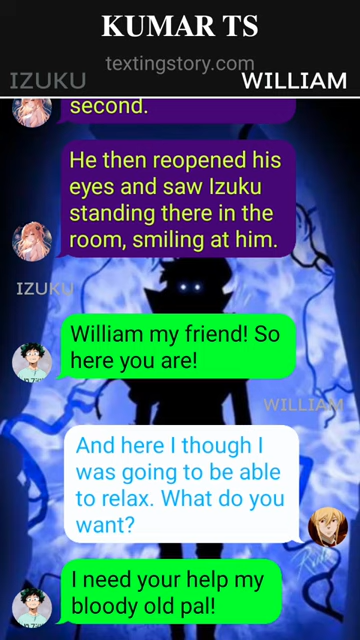 KUMAR TS
textingstory.com
IZUKU WILLIAM
second.
He then reopened his
eyes and saw Izuku
standing there in the
room, smiling at him.
IZUKU
William my friend! So
here you are!
WILLIAM
And here I though I
was going to be able
to relax. What do you
want?
I need your help my
bloody old pal!